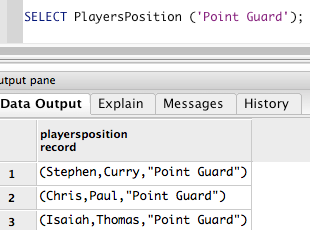 SELECT PlayersPosition ('Point Guard');
utput pane
Data Output Explain Messages History
playersposition
record
1 (Stephen,Curry,"Point Guard")
2 (Chris,Paul,"Point Guard")
3 (Isaiah,Thomas,"Point Guard")